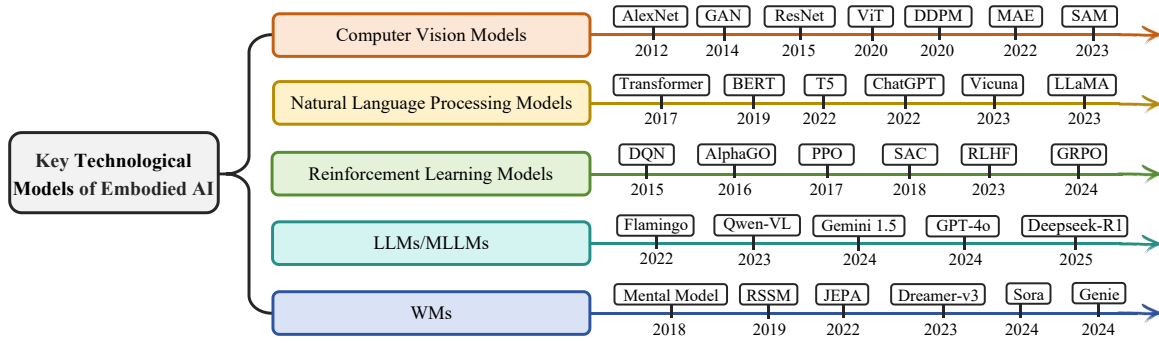 Key Technological
Models of Embodied AI
Computer Vision Models
AlexNet GAN ResNet ViT DDPM MAE SAM
2012 2014 2015 2020 2020 2022 2023
Natural Language Processing Models
Transformer BERT T5 ChatGPT Vicuna LLaMA
2017 2019 2022 2022 2023 2023
Reinforcement Learning Models
DQN AlphaGO PPO SAC RLHF GRPO
2015 2016 2017 2018 2023 2024
LLMs/MLLMs
Flamingo Qwen-VL Gemini 1.5 GPT-4o Deepseek-R1
2022 2023 2024 2024 2025
WMs
Mental Model RSSM JEPA Dreamer-v3 Sora Genie
2018 2019 2022 2023 2024 2024